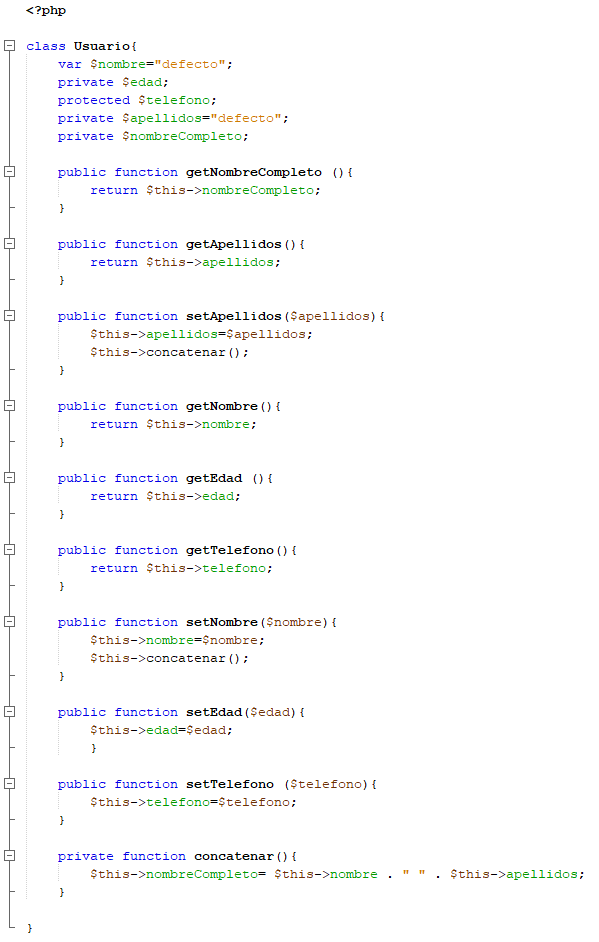 <?php
class Usuario{
    var $nombre="defecto";
    private $edad;
    protected $telefono;
    private $apellidos="defecto";
    private $nombreCompleto;
    public function getNombreCompleto (){
        return $this->nombreCompleto;
    }
    public function getApellidos(){
        return $this->apellidos;
    }
    public function setApellidos($apellidos){
        $this->apellidos=$apellidos;
        $this->concatenar();
    }
    public function getNombre(){
        return $this->nombre;
    }
    public function getEdad (){
        return $this->edad;
    }
    public function getTelefono(){
        return $this->telefono;
    }
    public function setNombre($nombre){
        $this->nombre=$nombre;
        $this->concatenar();
    }
    public function setEdad($edad){
        $this->edad=$edad;
        }
    public function setTelefono ($telefono){
        $this->telefono=$telefono;
    }
    private function concatenar(){
        $this->nombreCompleto= $this->nombre . " " . $this->apellidos;
    }
}